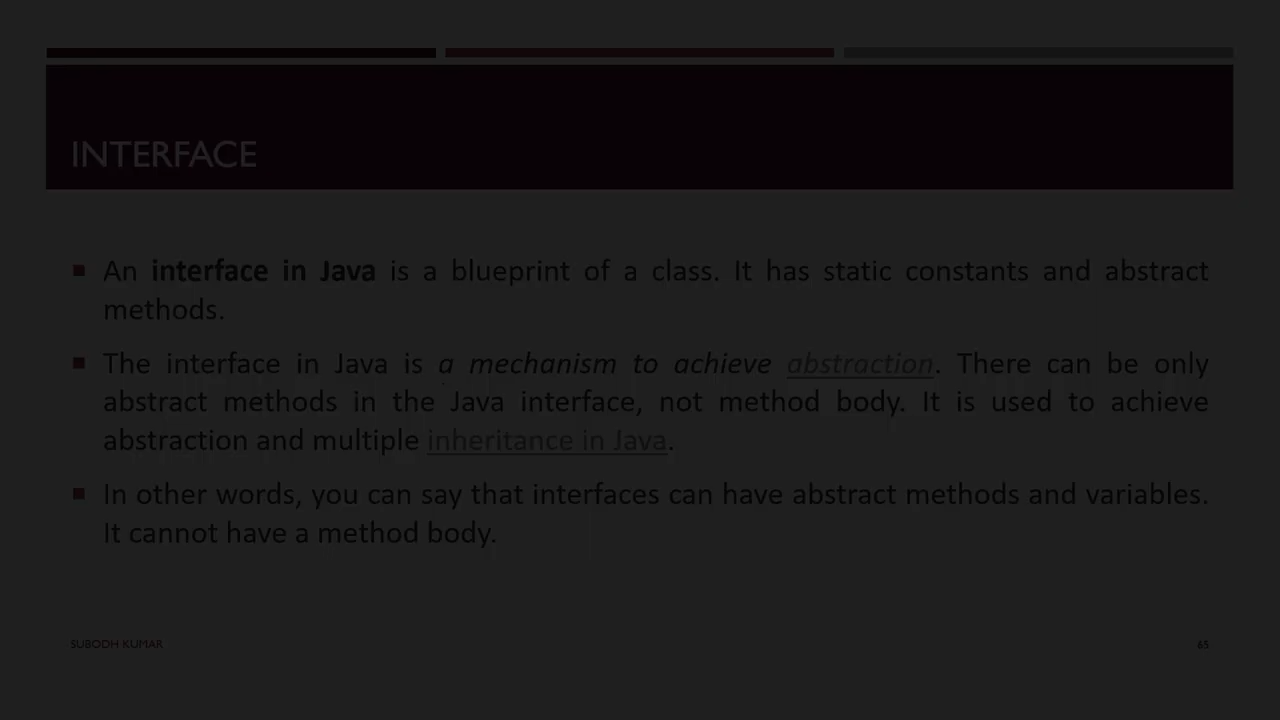 INTERFACE
An interface in Java is a blueprint of a class. It has static constants and abstract
methods.
The interface in Java is a mechanism to achieve abstraction. There can be only
abstract methods in the Java interface, not method body. It is used to achieve
abstraction and multiple inheritance in Java.
In other words, you can say that interfaces can have abstract methods and variables.
It cannot have a method body.
SUBODH KUMAR
65